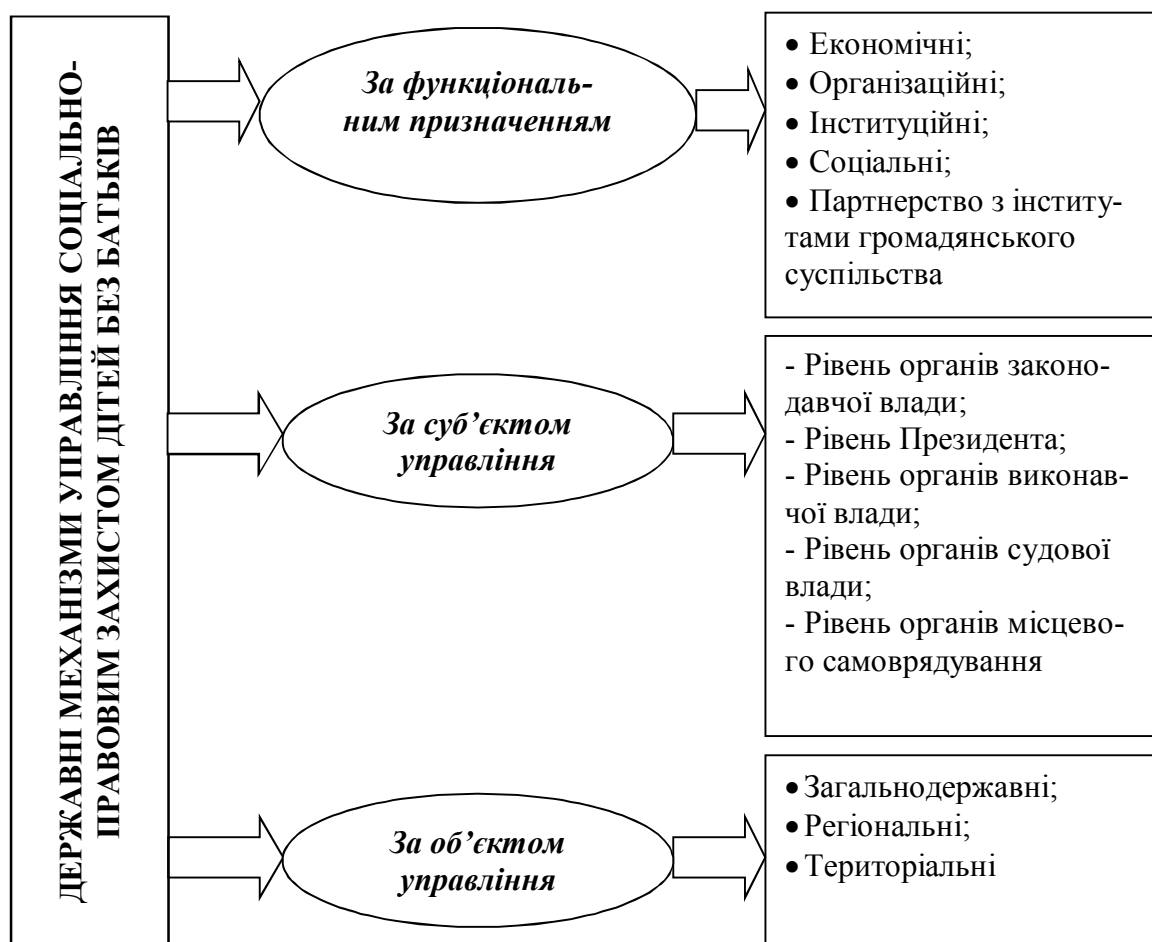 ДЕРЖАВНІ МЕХАНІЗМИ УПРАВЛІННЯ СОЦІАЛЬНО-
ПРАВОВИМ ЗАХИСТОМ ДІТЕЙ БЕЗ БАТЬКІВ
За функціональ-
ним призначенням
• Економічні;
• Організаційні;
• Інституційні;
• Соціальні;
• Партнерство з інститу-
тами громадянського
суспільства
За суб’єктом
управління
- Рівень органів законо-
давчої влади;
- Рівень Президента;
- Рівень органів виконав-
чої влади;
- Рівень органів судової
влади;
- Рівень органів місцево-
го самоврядування
За об’єктом
управління
• Загальнодержавні;
• Регіональні;
• Територіальні